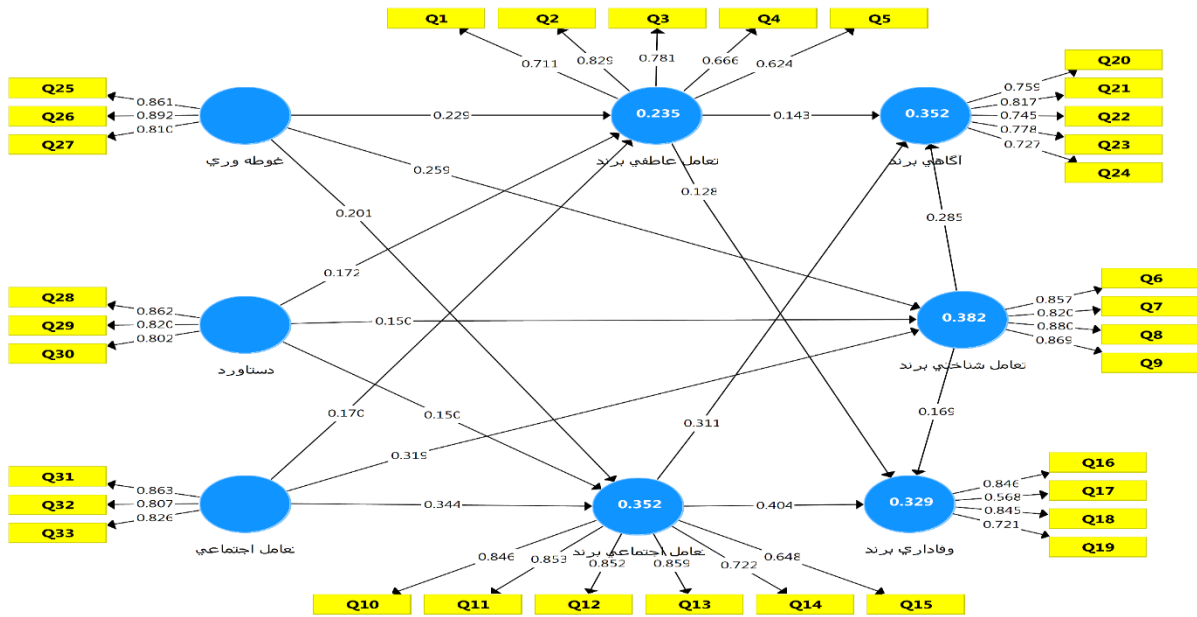 Q1
Q2
Q3
Q4
Q5
0.711
0.829
0.781
0.666
0.624
Q25
Q26
Q27
0.861
0.892
0.810
غوطه وري
0.229
0.235
تعامل عاطفي برند
0.143
0.352
آگاهي برند
0.759
0.817
0.745
0.778
0.727
Q20
Q21
Q22
Q23
Q24
0.259
0.201
0.128
0.285
0.172
Q28
Q29
Q30
0.862
0.820
0.802
دستاورد
0.150
0.382
تعامل شناختي برند
0.857
0.820
0.880
0.869
Q6
Q7
Q8
Q9
0.170
0.150
0.311
0.169
0.319
Q31
Q32
Q33
0.863
0.807
0.826
تعامل اجتماعي
0.344
0.352
تعامل اجتماعي برند
0.404
0.329
وفاداري برند
0.846
0.568
0.845
0.721
Q16
Q17
Q18
Q19
0.846
0.853
0.852
0.859
0.722
0.648
Q10
Q11
Q12
Q13
Q14
Q15